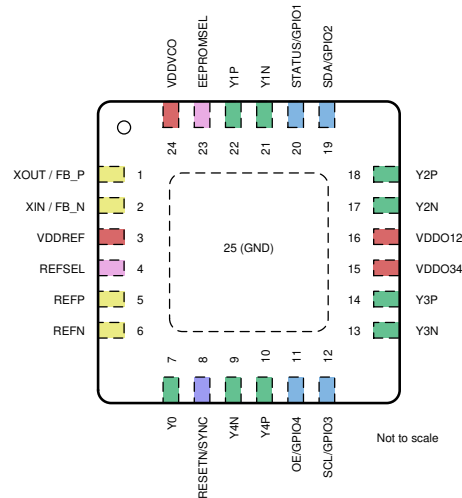 VDDVCO
EEPROMSEL
Y1P
Y1N
STATUS/GPIO1
SDA/GPIO2
24
23
22
21
20
19
XOUT / FB_P 1
XIN / FB_N 2
VDDREF 3
REFSEL 4
REFP 5
REFN 6
25 (GND)
18 Y2P
17 Y2N
16 VDDO12
15 VDDO34
14 Y3P
13 Y3N
7
8
9
10
11
12
Y0
RESETN/SYNC
Y4N
Y4P
OE/GPIO4
SCL/GPIO3
Not to scale